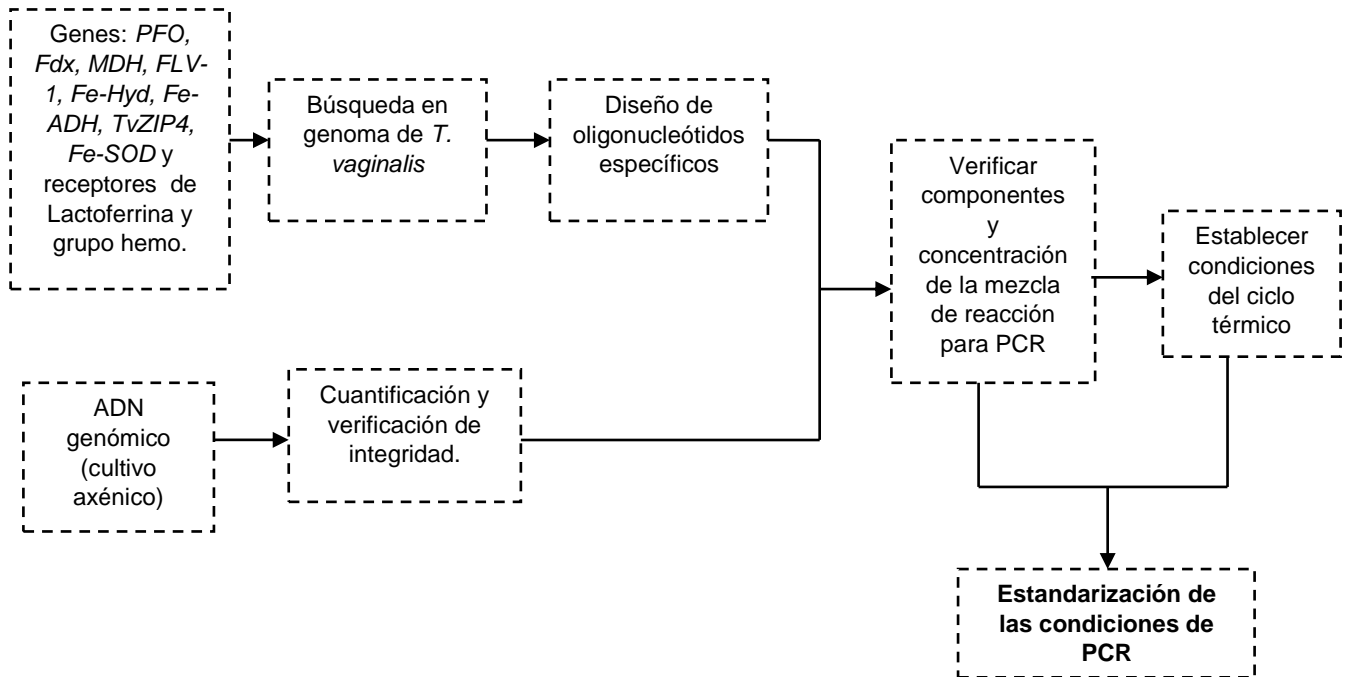 Genes: PFO,
Fdx, MDH, FLV-
1, Fe-Hyd, Fe-
ADH, TvZIP4,
Fe-SOD y
receptores de
Lactoferrina y
grupo hemo.
Búsqueda en
genoma de T.
vaginalis
Diseño de
oligonucleótidos
específicos
Verificar
componentes
y
concentración
de la mezcla
de reacción
para PCR
Establecer
condiciones
del ciclo
térmico
ADN
genómico
(cultivo
axénico)
Cuantificación y
verificación de
integridad.
Estandarización de
las condiciones de
PCR